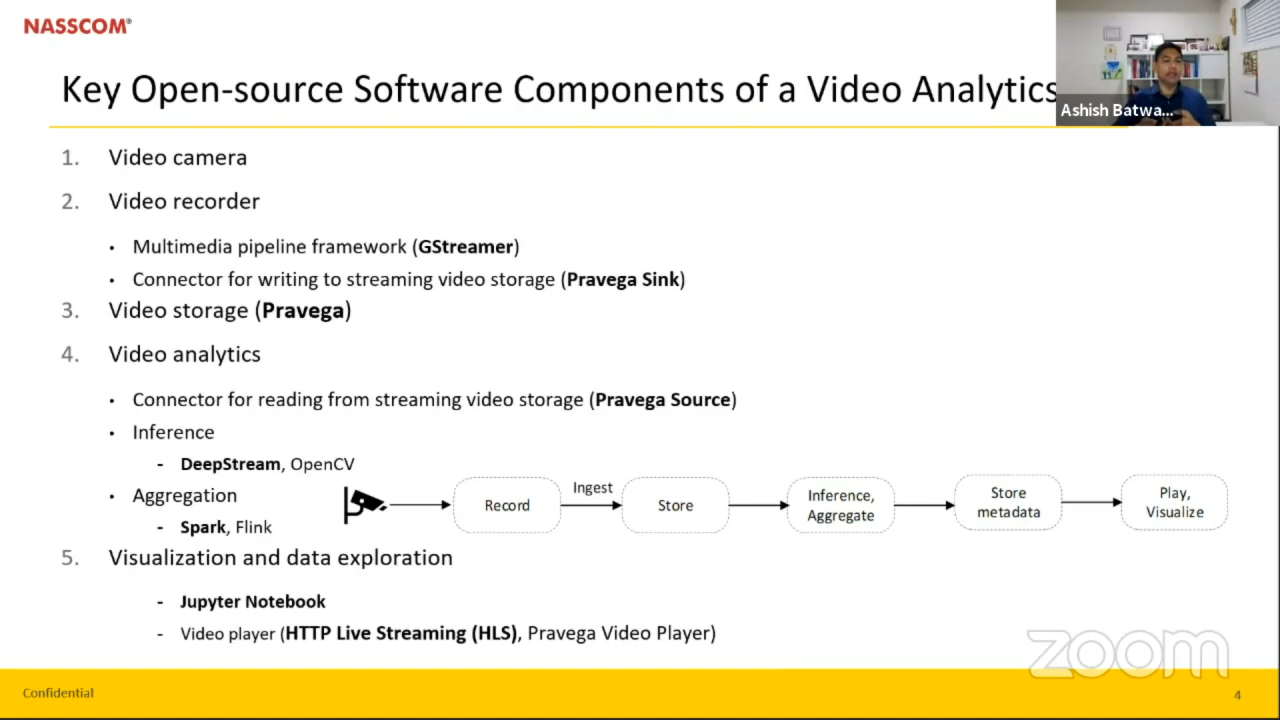 NASSCOM®
Key Open-source Software Components of a Video Analytics
Ashish Batwa...
1. Video camera
2. Video recorder
• Multimedia pipeline framework (GStreamer)
• Connector for writing to streaming video storage (Pravega Sink)
3. Video storage (Pravega)
4. Video analytics
• Connector for reading from streaming video storage (Pravega Source)
• Inference
- DeepStream, OpenCV
• Aggregation
- Spark, Flink
Record
Ingest
Store
Inference,
Aggregate
Store
metadata
Play,
Visualize
5. Visualization and data exploration
- Jupyter Notebook
- Video player (HTTP Live Streaming (HLS), Pravega Video Player)
zoom
Confidential
4